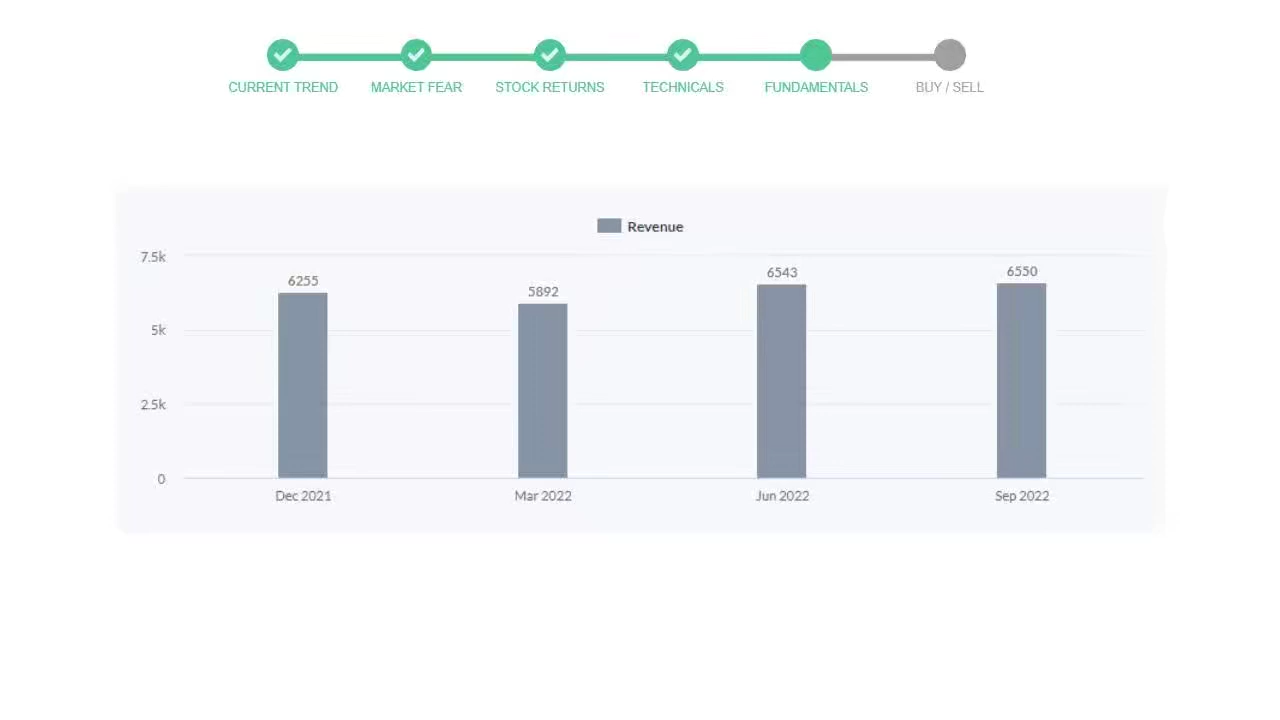 CURRENT TREND MARKET FEAR STOCK RETURNS TECHNICALS FUNDAMENTALS BUY / SELL
Revenue
7.5k
6255 5892 6543 6550
5k
2.5k
0
Dec 2021 Mar 2022 Jun 2022 Sep 2022